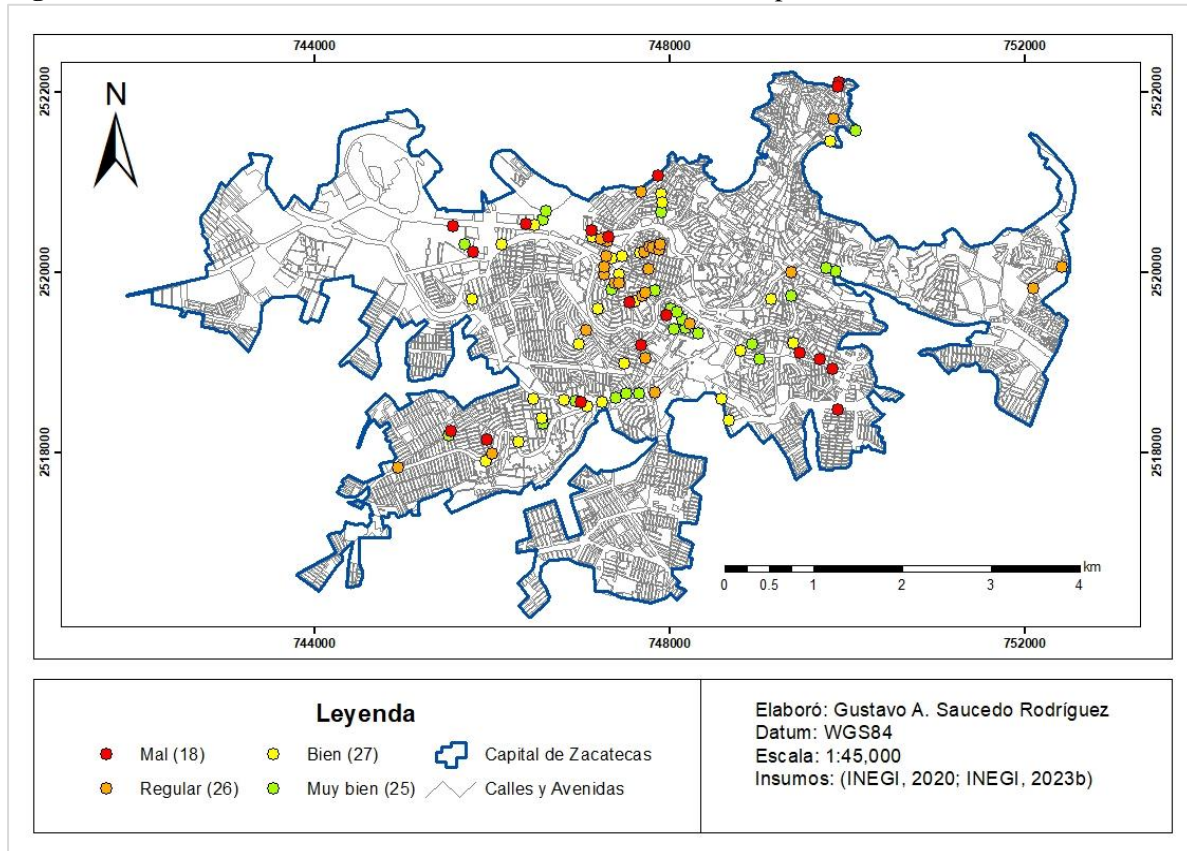 744000 748000 752000
N
2522000 2522000
2520000 2520000
2518000 2518000
km
0 0.5 1 2 3 4
744000 748000 752000
Leyenda
Mal (18)
Bien (27)
Capital de Zacatecas
Regular (26)
Muy bien (25)
Calles y Avenidas
Elaboró: Gustavo A. Saucedo Rodríguez
Datum: WGS84
Escala: 1:45,000
Insumos: (INEGI, 2020; INEGI, 2023b)